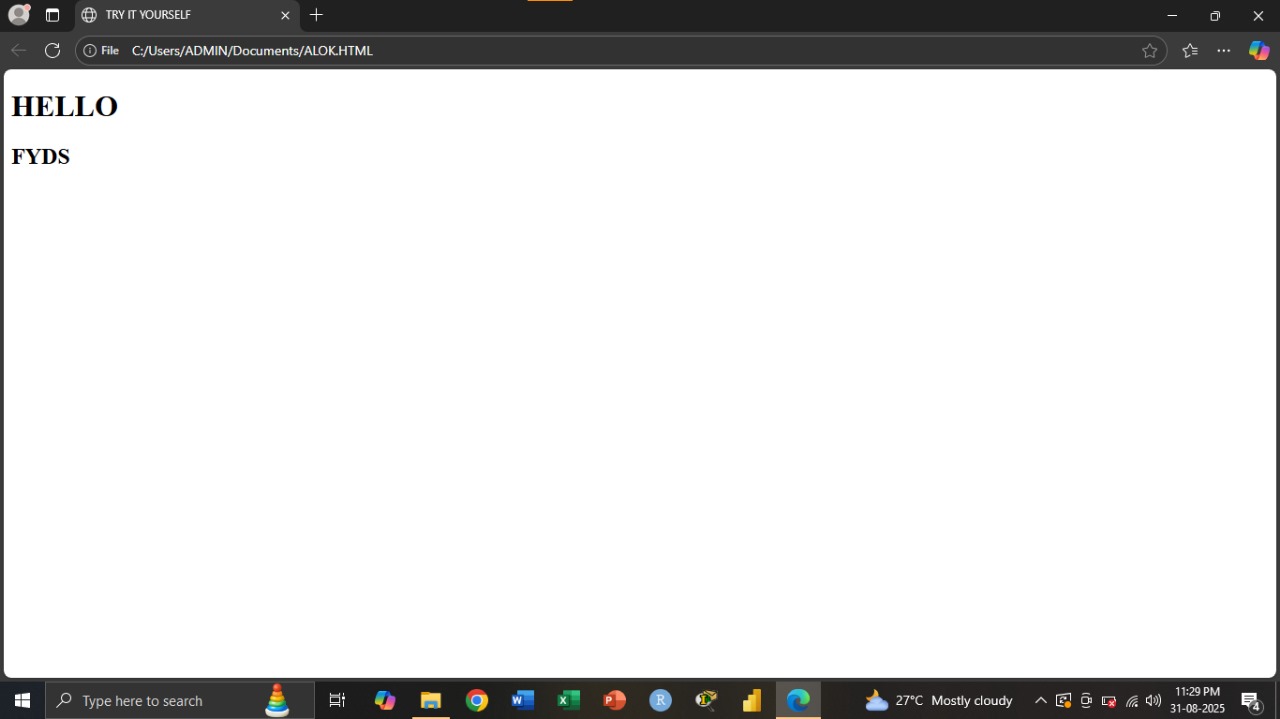 TRY IT YOURSELF
File C:/Users/ADMIN/Documents/ALOK.HTML
HELLO
FYDS
Type here to search
27°C Mostly cloudy
11:29 PM
31-08-2025
4